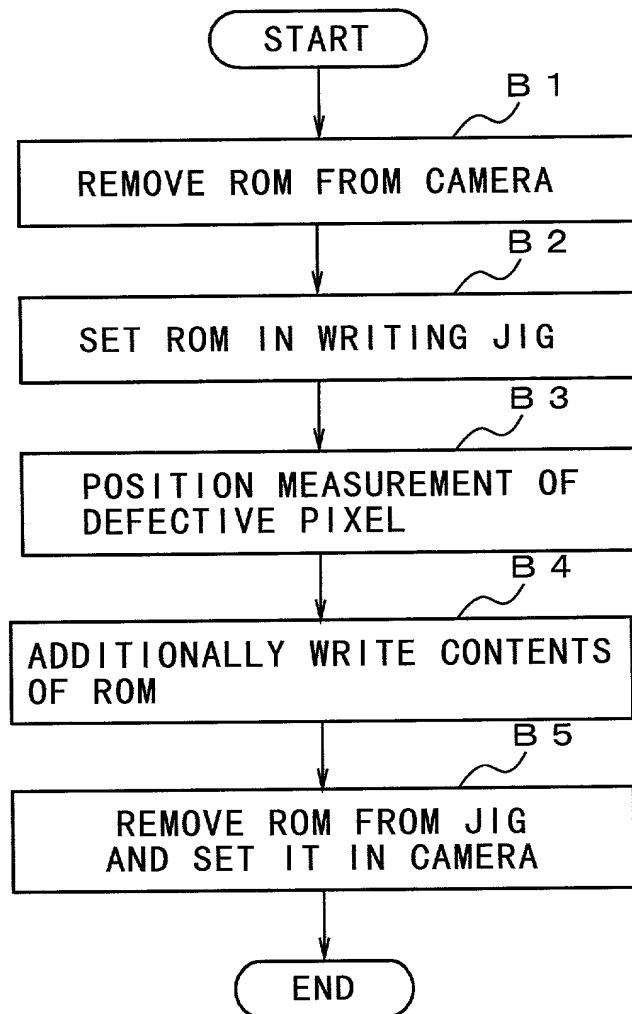 START
B 1
REMOVE ROM FROM CAMERA
B 2
SET ROM IN WRITING JIG
B 3
POSITION MEASUREMENT OF
DEFECTIVE PIXEL
B 4
ADDITIONALLY WRITE CONTENTS
OF ROM
B 5
REMOVE ROM FROM JIG
AND SET IT IN CAMERA
END